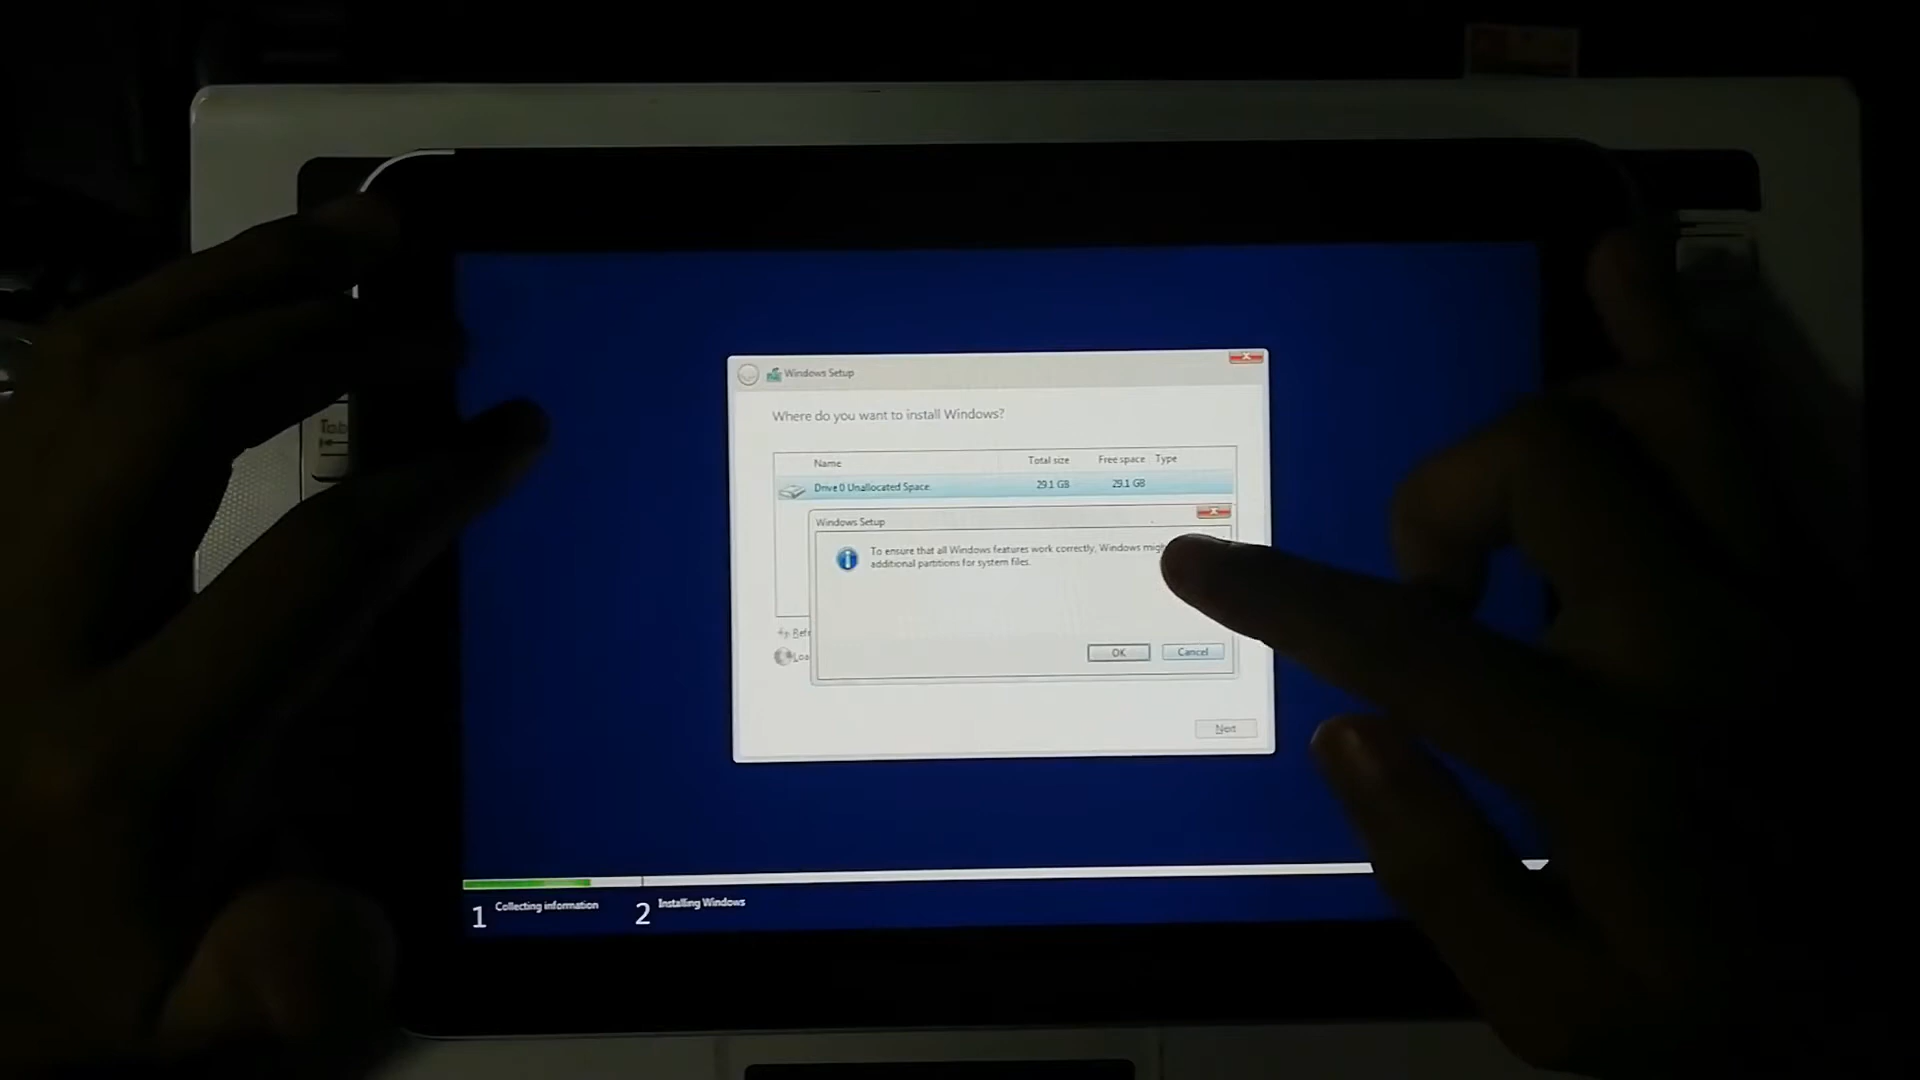 Windows Setup
Where do you want to install Windows?
Name Total size Free space Type
Drive 0 Unallocated Space 29.1 GB 29.1 GB
Windows Setup
To ensure that all Windows features work correctly, Windows
additional partitions for system files.
OK Cancel
Next
Tab
1 Collecting information 2 Installing Windows